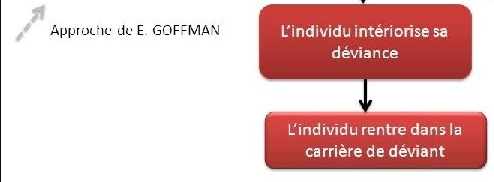 Approche de E. GOFFMAN
L'individu intériorise sa
déviance
L'individu rentre dans la
carrière de déviant